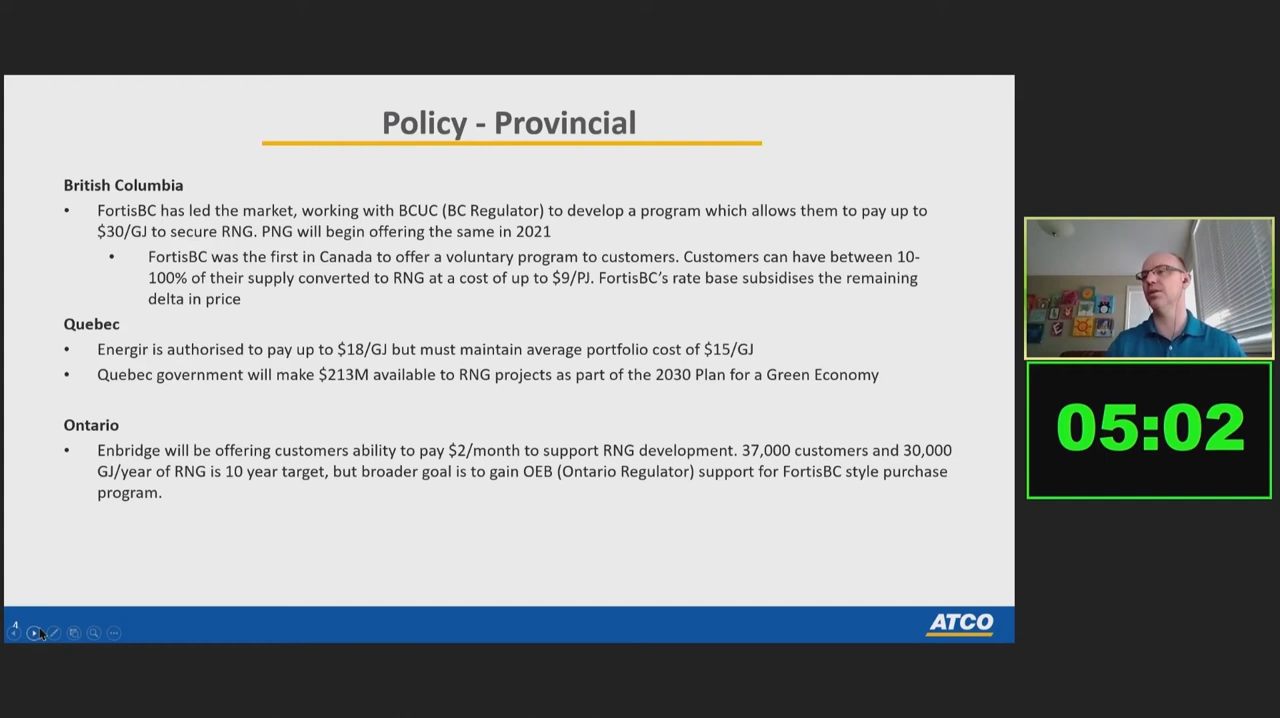 Policy - Provincial
British Columbia
• FortisBC has led the market, working with BCUC (BC Regulator) to develop a program which allows them to pay up to
$30/GJ to secure RNG. PNG will begin offering the same in 2021
• FortisBC was the first in Canada to offer a voluntary program to customers. Customers can have between 10-
100% of their supply converted to RNG at a cost of up to $9/PJ. FortisBC's rate base subsidises the remaining
delta in price
Quebec
• Energir is authorised to pay up to $18/GJ but must maintain average portfolio cost of $15/GJ
• Quebec government will make $213M available to RNG projects as part of the 2030 Plan for a Green Economy
Ontario
• Enbridge will be offering customers ability to pay $2/month to support RNG development. 37,000 customers and 30,000
GJ/year of RNG is 10 year target, but broader goal is to gain OEB (Ontario Regulator) support for FortisBC style purchase
program.
4
ATCO
05:02